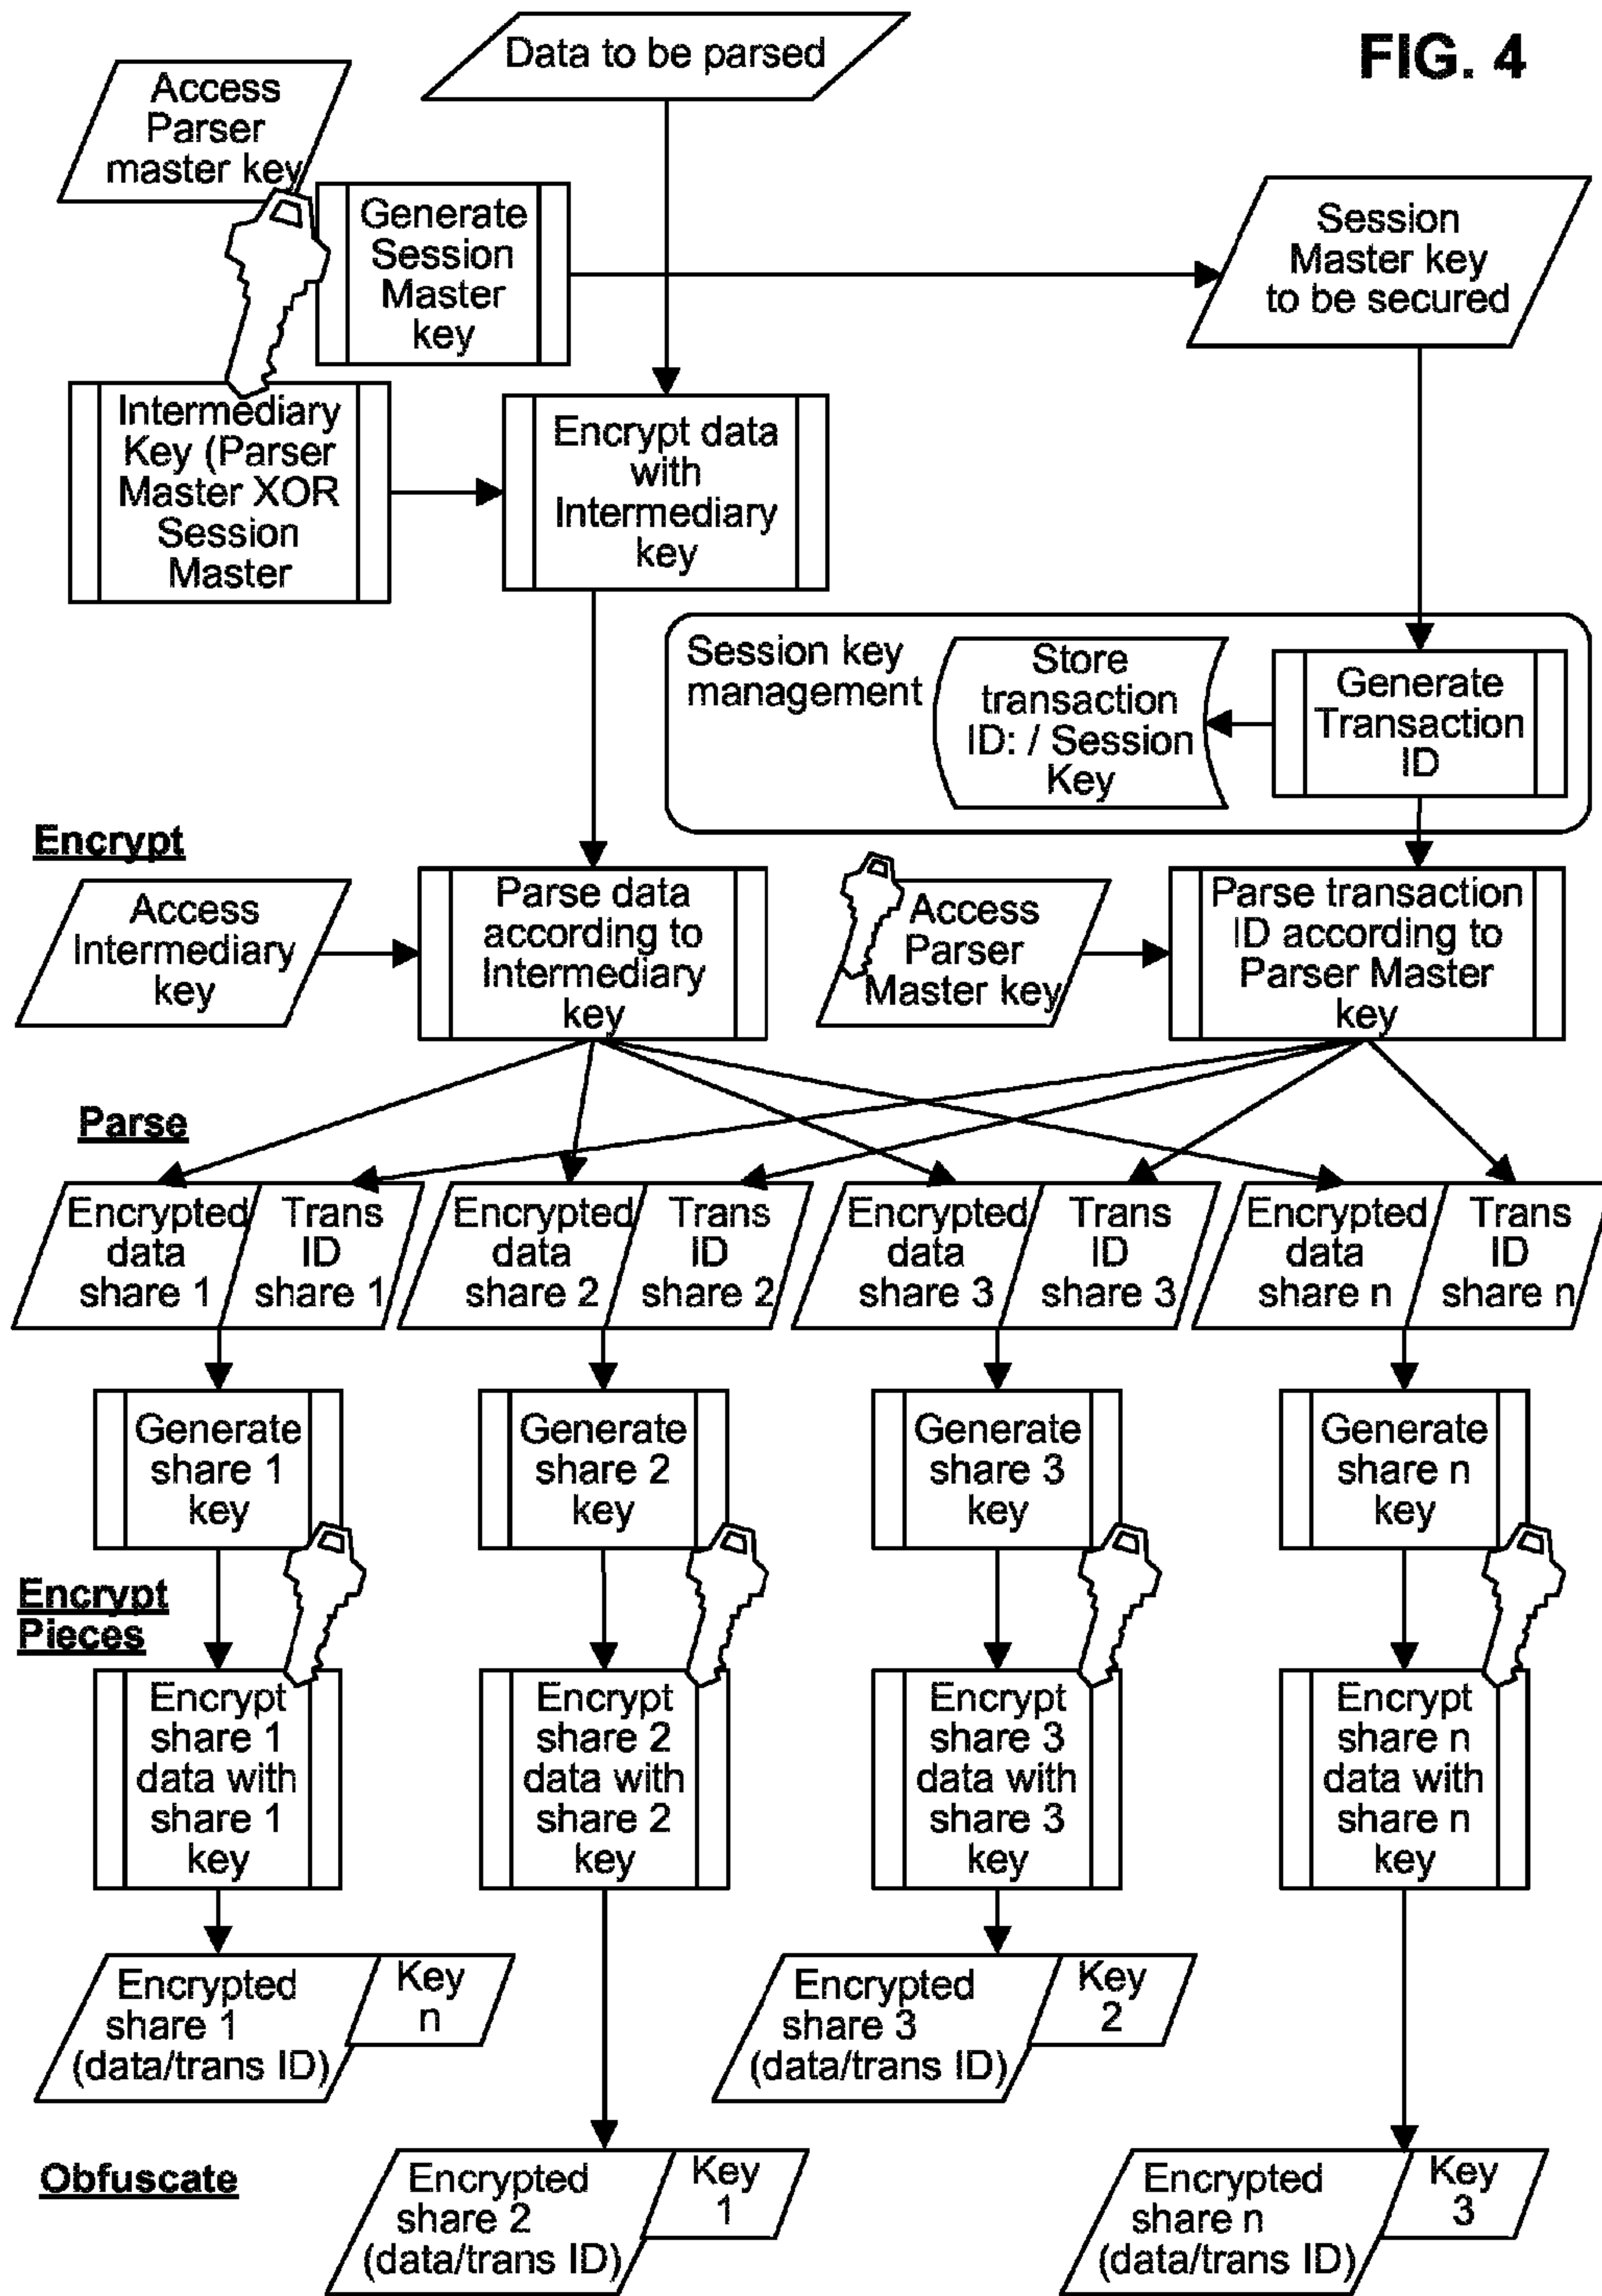 FIG. 4
Data to be parsed
Access
Parser
master key
Generate
Session
Master
key
Session
Master key
to be secured
Intermediary
Key (Parser
Master XOR
Session
Master
Encrypt data
with
Intermediary
key
Session key
management
Store
transaction
ID: / Session
Key
Generate
Transaction
ID
Encrypt
Access
Intermediary
key
Parse data
according to
Intermediary
key
Access
Parser
Master key
Parse transaction
ID according to
Parser Master
key
Parse
Encrypted
data
share 1
Trans
ID
share 1
Encrypted
data
share 2
Trans
ID
share 2
Encrypted
data
share 3
Trans
ID
share 3
Encrypted
data
share n
Trans
ID
share n
Generate
share 1
key
Generate
share 2
key
Generate
share 3
key
Generate
share n
key
Encrypt
Pieces
Encrypt
share 1
data with
share 1
key
Encrypt
share 2
data with
share 2
key
Encrypt
share 3
data with
share 3
key
Encrypt
share n
data with
share n
key
Encrypted
share 1
(data/trans ID)
Key
n
Encrypted
share 3
(data/trans ID)
Key
2
Obfuscate
Encrypted
share 2
(data/trans ID)
Key
1
Encrypted
share n
(data/trans ID)
Key
3